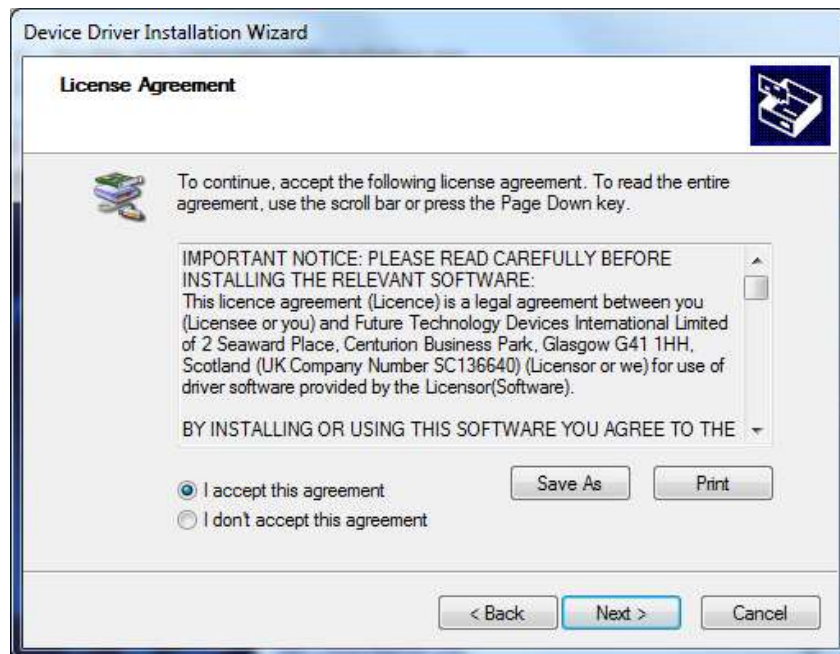 Device Driver Installation Wizard
License Agreement
To continue, accept the following license agreement. To read the entire
agreement, use the scroll bar or press the Page Down key.
IMPORTANT NOTICE: PLEASE READ CAREFULLY BEFORE
INSTALLING THE RELEVANT SOFTWARE:
This licence agreement (Licence) is a legal agreement between you
(Licensee or you) and Future Technology Devices International Limited
of 2 Seaward Place, Centurion Business Park, Glasgow G41 1HH,
Scotland (UK Company Number SC136640) (Licensor or we) for use of
driver software provided by the Licensor(Software).
BY INSTALLING OR USING THIS SOFTWARE YOU AGREE TO THE
I accept this agreement
Save As
Print
I don't accept this agreement
< Back
Next >
Cancel